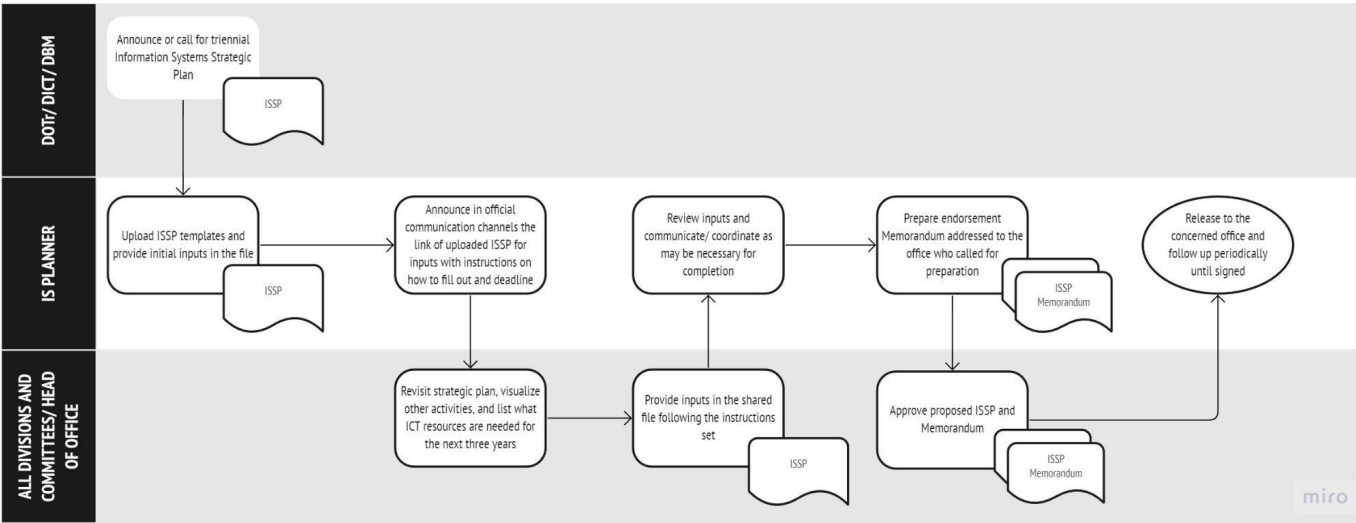 DOTr/ DICT/ DBM
Announce or call for triennial
Information Systems Strategic
Plan
ISSP
IS PLANNER
Upload ISSP templates and
provide initial inputs in the file
ISSP
Announce in official
communication channels the
link of uploaded ISSP for
inputs with instructions on
how to fill out and deadline
Review inputs and
communicate/ coordinate as
may be necessary for
completion
Prepare endorsement
Memorandum addressed to the
office who called for
preparation
ISSP
Memorandum
Release to the
concerned office and
follow up periodically
until signed
ALL DIVISIONS AND
COMMITTEES/ HEAD
OF OFFICE
Revisit strategic plan, visualize
other activities, and list what
ICT resources are needed for
the next three years
Provide inputs in the shared
file following the instructions
set
ISSP
Approve proposed ISSP and
Memorandum
ISSP
Memorandum
miro